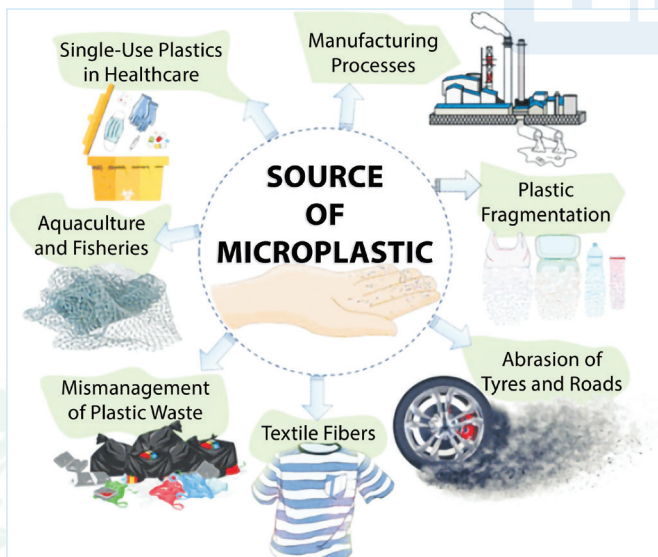 Single-Use Plastics
in Healthcare
Manufacturing
Processes
SOURCE
OF
MICROPLASTIC
Plastic
Fragmentation
Aquaculture
and Fisheries
Abrasion of
Tyres and Roads
Mismanagement
of Plastic Waste
Textile Fibers